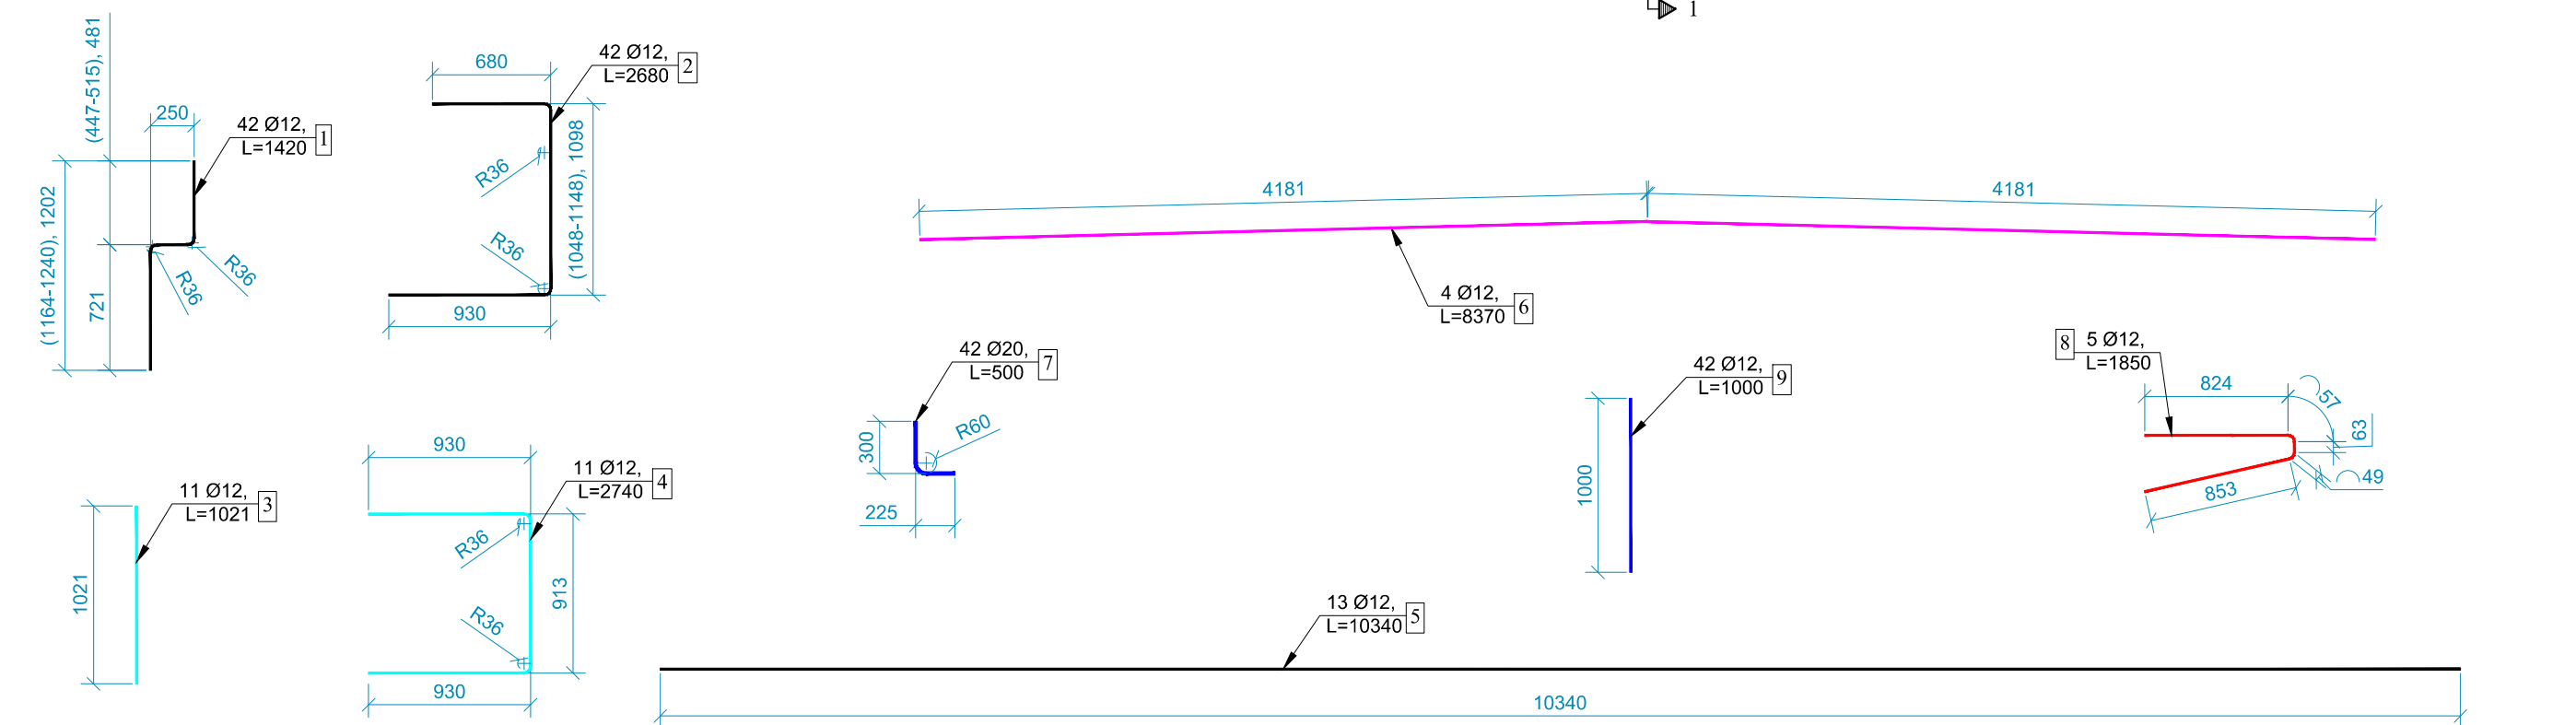 1
(447-515), 481
250
42 Ø12,
L=1420
1
(1164-1240), 1202
721
R36
R36
680
42 Ø12,
L=2680
2
R36
R36
(1048-1148), 1098
930
4181
4181
4 Ø12,
L=8370
6
42 Ø20,
L=500
7
300
R60
225
42 Ø12,
L=1000
9
1000
8
5 Ø12,
L=1850
824
57
63
49
853
11 Ø12,
L=1021
3
1021
930
11 Ø12,
L=2740
4
R36
R36
913
930
13 Ø12,
L=10340
5
10340